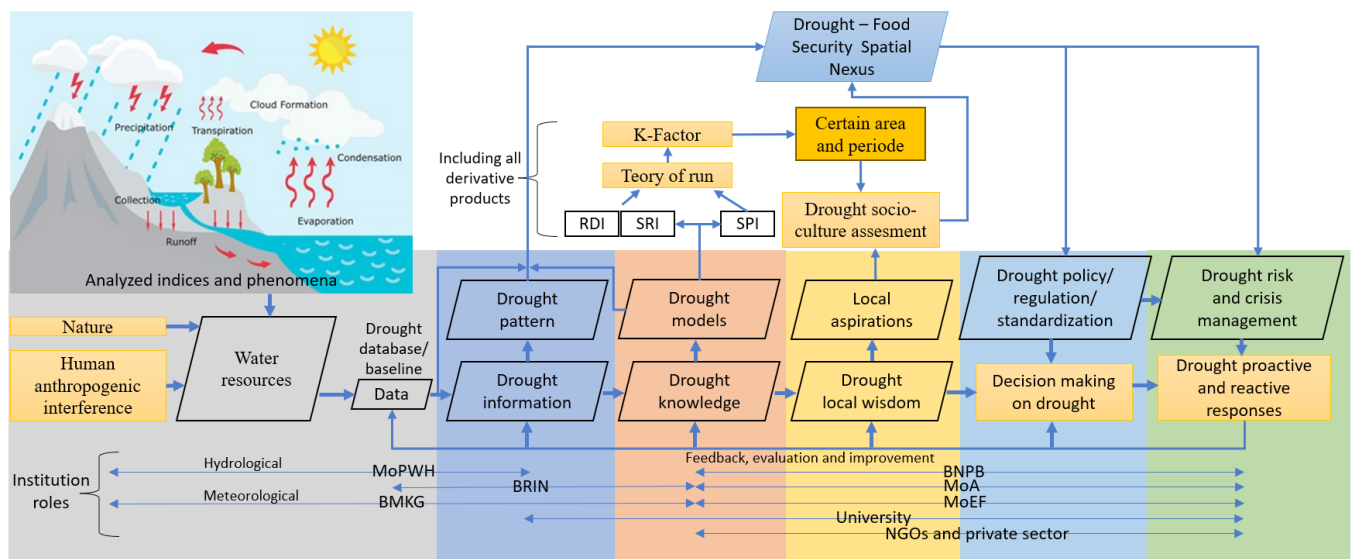 Cloud Formation
Precipitation
Transpiration
Condensation
Collection
Evaporation
Runoff
Analyzed indices and phenomena
Drought – Food
Security Spatial
Nexus
Including all
derivative
products
K-Factor
Teory of run
RDI
SRI
SPI
Certain area
and periode
Drought socio-
culture assesment
Nature
Human
anthropogenic
interference
Water
resources
Drought
database/
baseline
Data
Drought
pattern
Drought
information
Drought
models
Drought
knowledge
Local
aspirations
Drought
local wisdom
Drought policy/
regulation/
standardization
Decision making
on drought
Drought risk
and crisis
management
Drought proactive
and reactive
responses
Feedback, evaluation and improvement
Institution
roles
Hydrological
MoPWH
BNPB
BRIN
MoA
Meteorological
BMKG
MoEF
University
NGOs and private sector